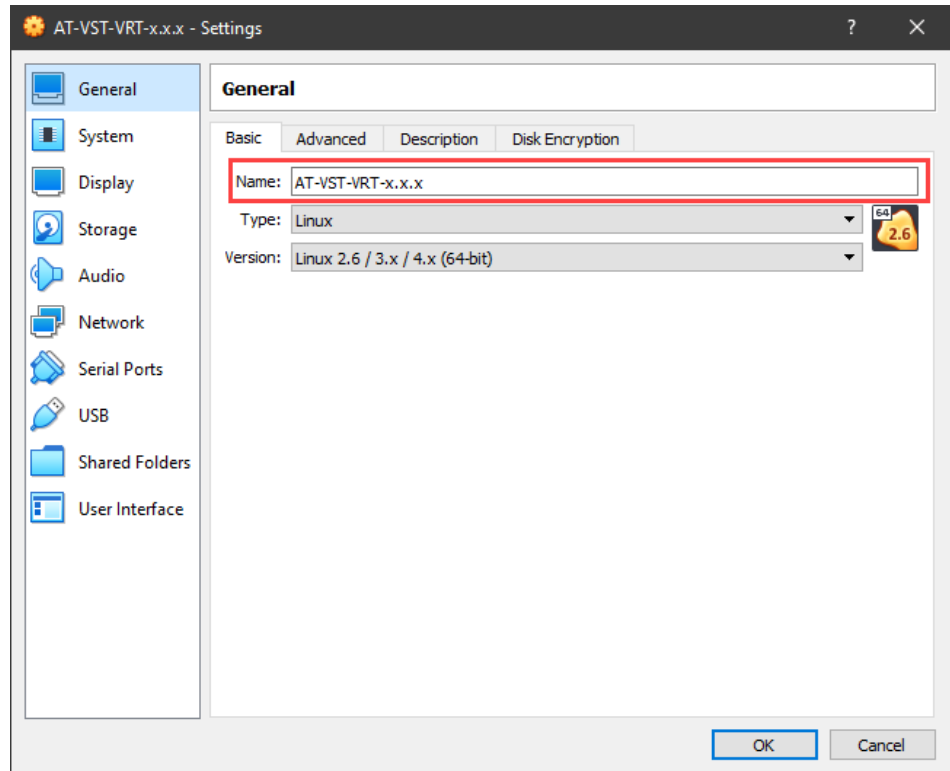 AT-VST-VRT-x.x.x - Settings ? ×
General
System
Display
Storage
Audio
Network
Serial Ports
USB
Shared Folders
User Interface
General
Basic Advanced Description Disk Encryption
Name: AT-VST-VRT-x.x.x
Type: Linux
64
2.6
Version: Linux 2.6 / 3.x / 4.x (64-bit)
OK Cancel